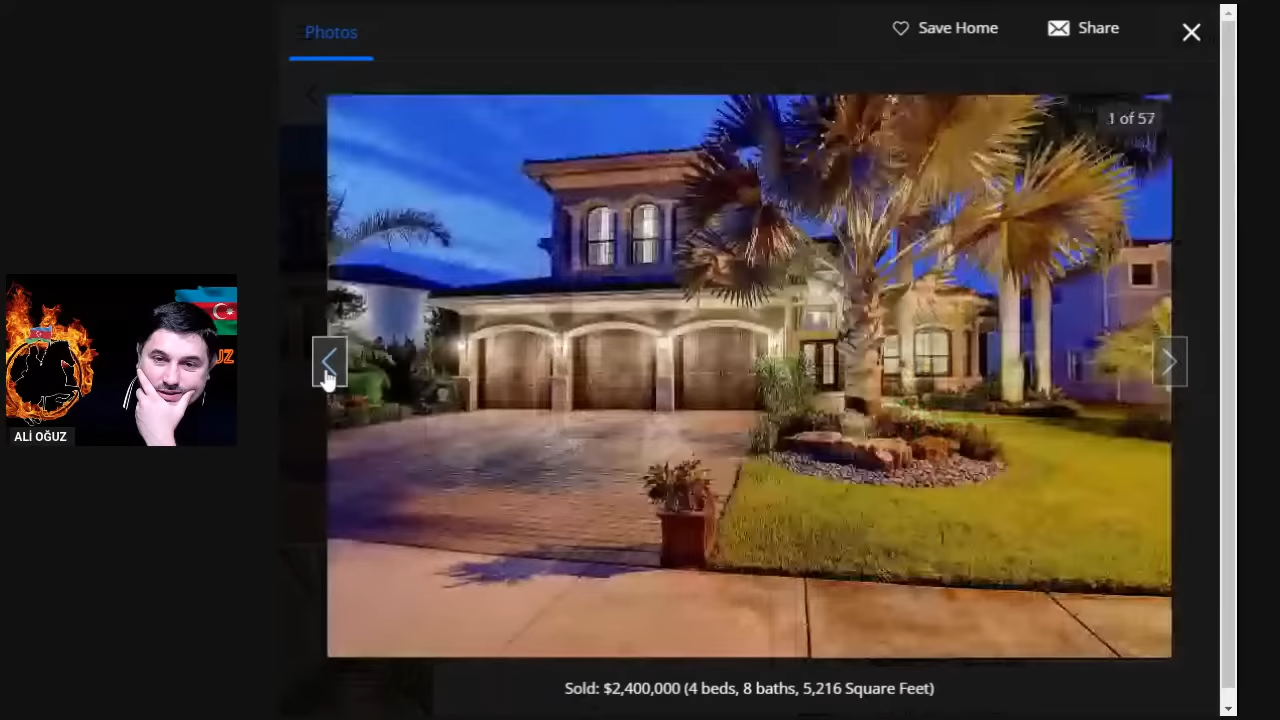 Photos
Save Home
Share
1 of 57
UZ
ALİ OĞUZ
Sold: $2,400,000 (4 beds, 8 baths, 5,216 Square Feet)